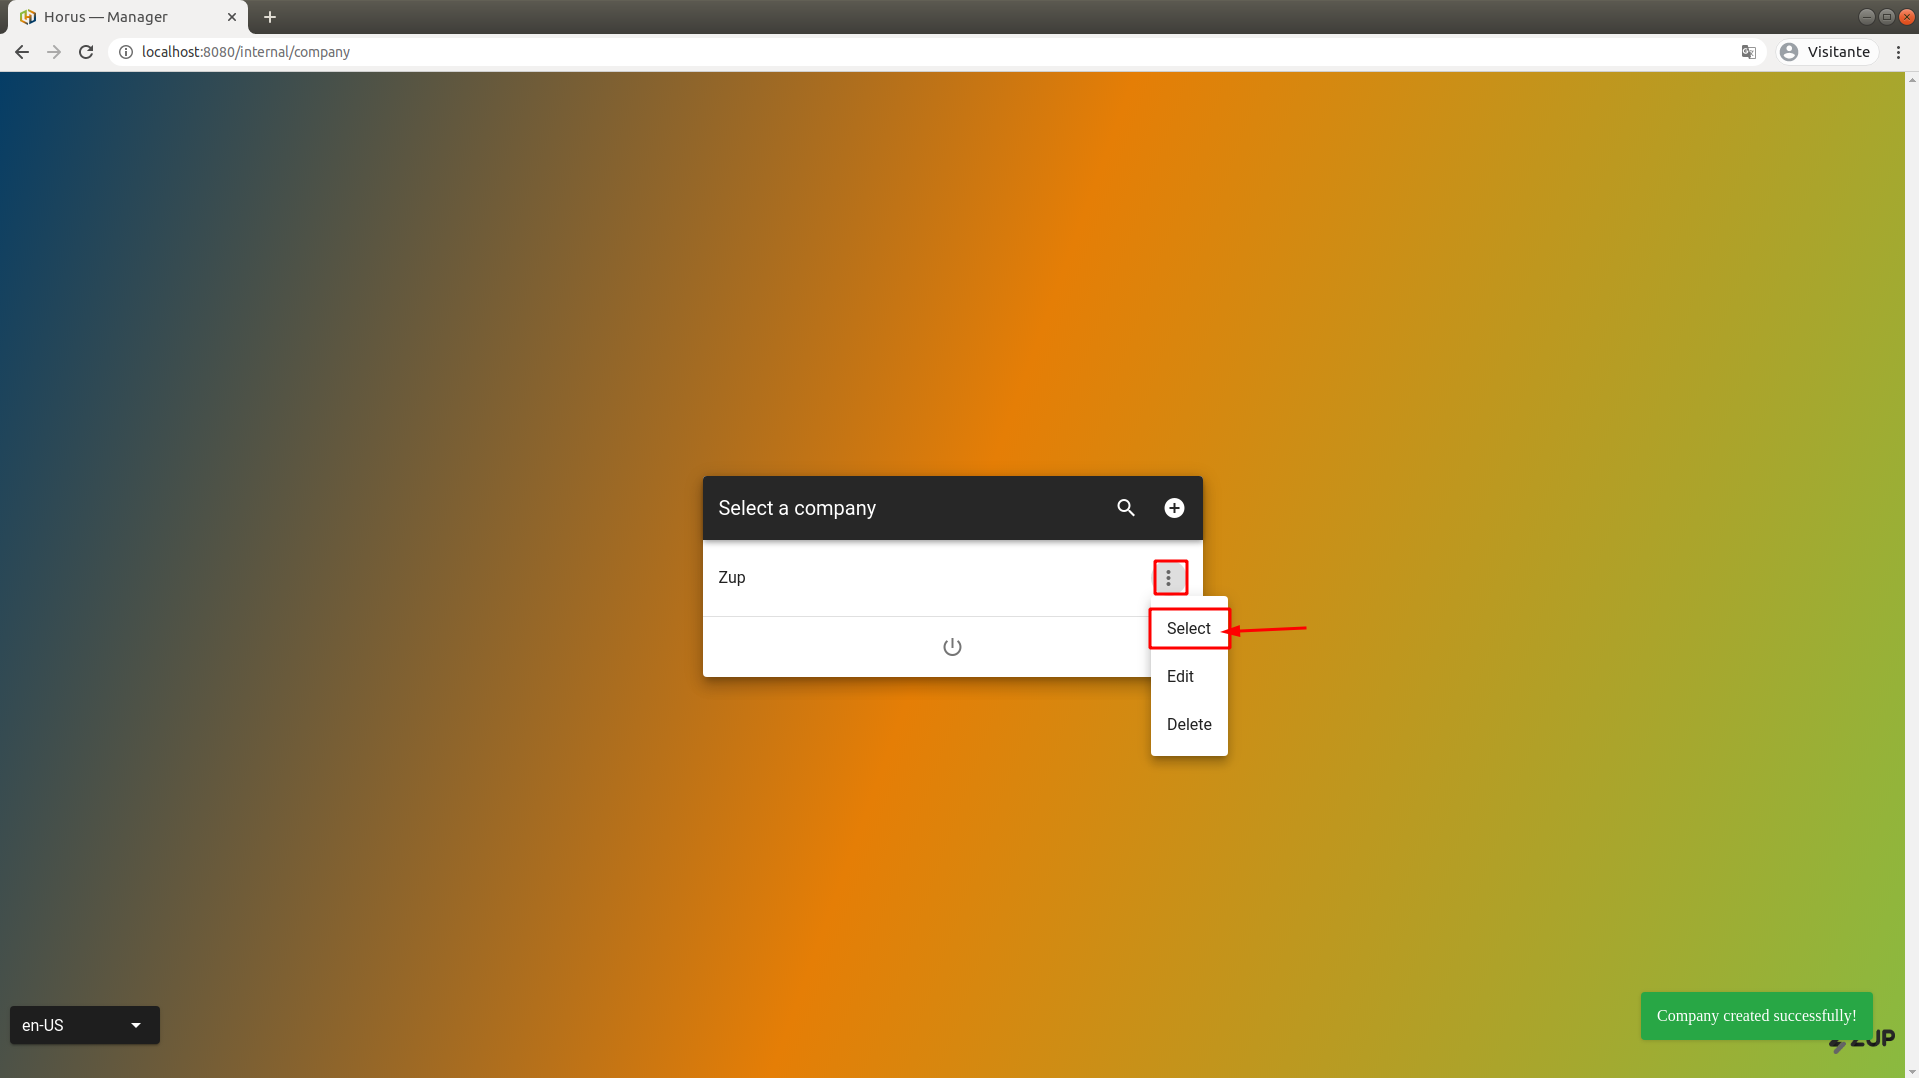 Horus — Manager
localhost:8080/internal/company
Visitante
Select a company
Zup
Select
Edit
Delete
en-US
Company created successfully!
ZUP